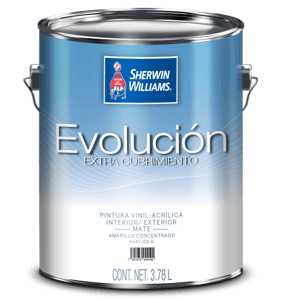 SHERWIN
WILLIAMS.
Evolución
EXTRA CUBRIMIENTO
PINTURA VINIL-ACRÍLICA
INTERIOR/ EXTERIOR
MATE
AMARILLO CONCENTRADO
CONT. NET. 3.78 L